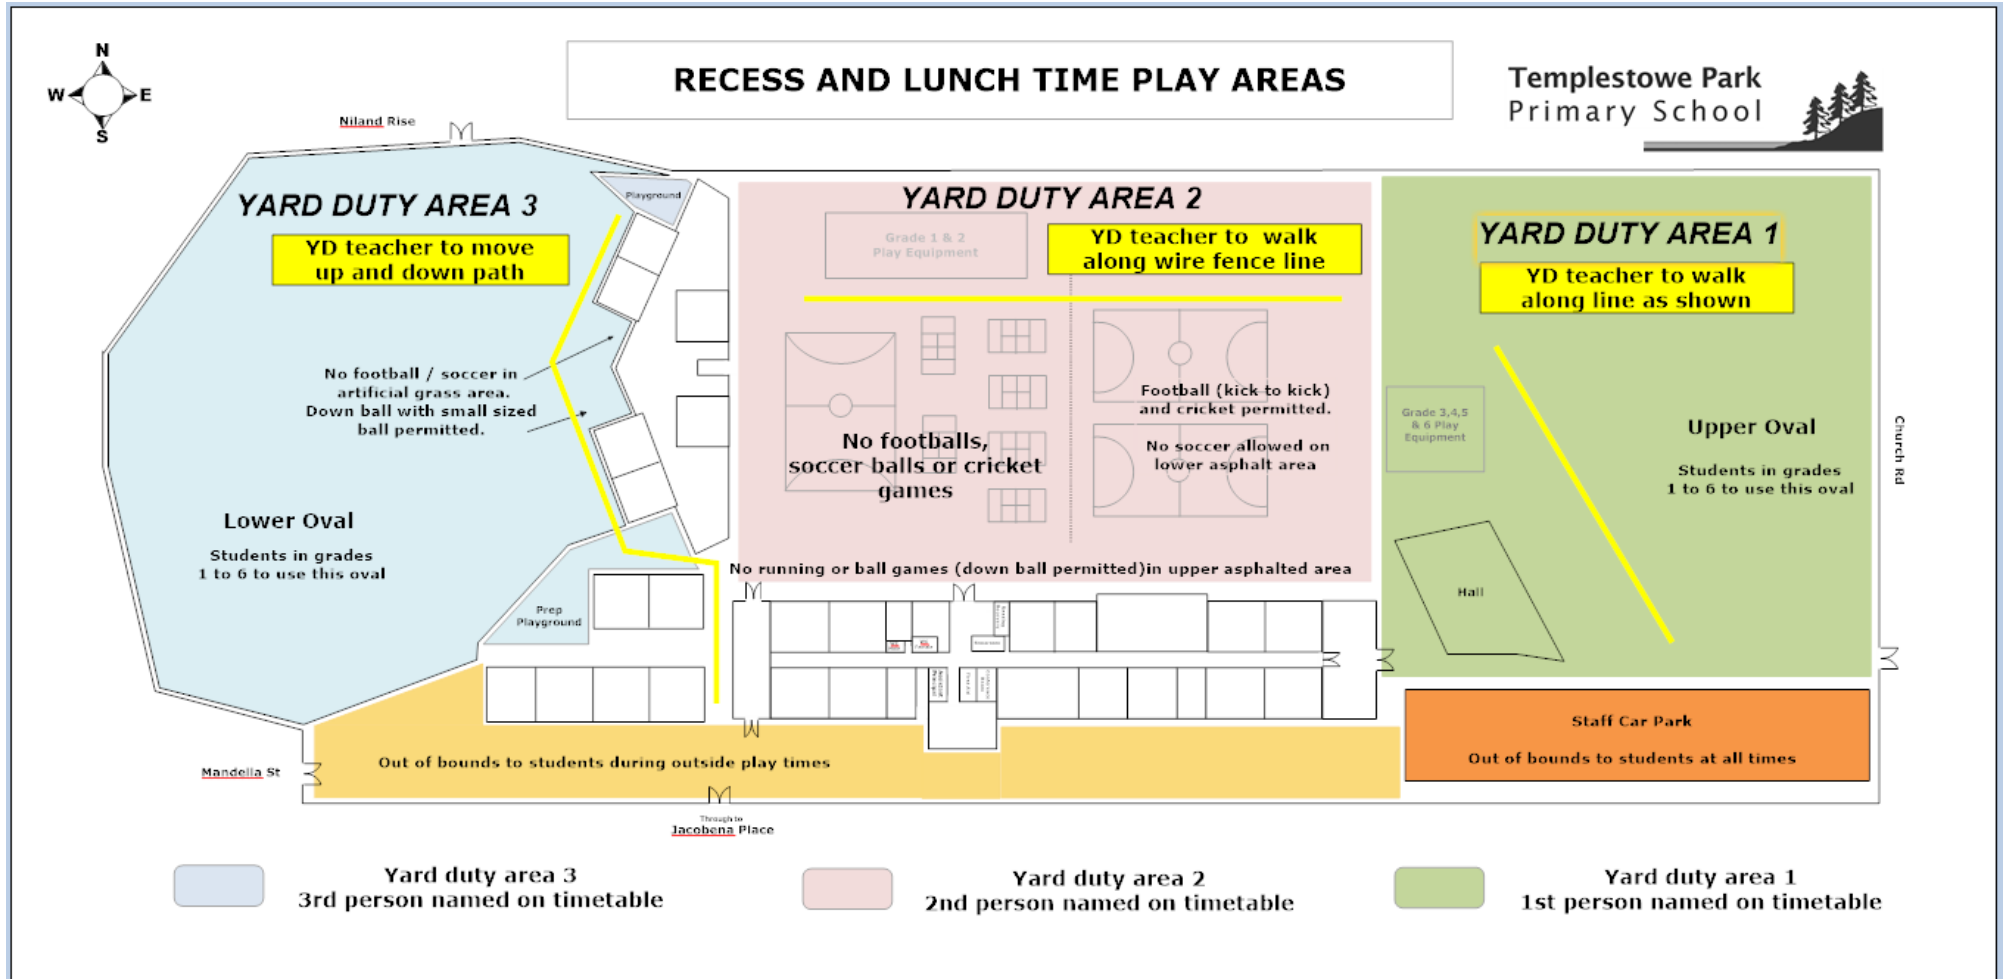 N
W
E
S
RECESS AND LUNCH TIME PLAY AREAS
Templestowe Park
Primary School
Niland Rise
YARD DUTY AREA 3
YD teacher to move
up and down path
Playground
No football / soccer in
artificial grass area.
Down ball with small sized
ball permitted.
Lower Oval
Students in grades
1 to 6 to use this oval
Prep
Playground
YARD DUTY AREA 2
Grade 1 & 2
Play Equipment
YD teacher to walk
along wire fence line
Football (kick to kick)
and cricket permitted.
No footballs,
soccer balls or cricket
games
No soccer allowed on
lower asphalt area
No running or ball games (down ball permitted)in upper asphalted area
YARD DUTY AREA 1
YD teacher to walk
along line as shown
Grade 3,4,5
& 6 Play
Equipment
Upper Oval
Students in grades
1 to 6 to use this oval
Church Rd
Hall
Staff Car Park
Out of bounds to students at all times
Out of bounds to students during outside play times
Mandella St
Through to
Jacobena Place
Yard duty area 3
3rd person named on timetable
Yard duty area 2
2nd person named on timetable
Yard duty area 1
1st person named on timetable